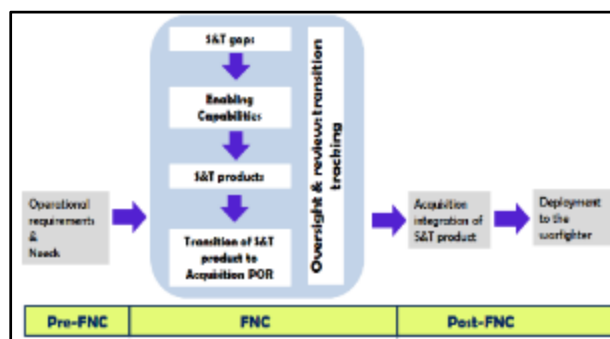 S&T gaps
Enabling
Capabilities
S&T products
Transition of S&T
product to
Acquisition POR
Oversight & review: transition
tracking
Operational
requirements
&
Needs
Acquisition
integration of
S&T product
Deployment
to the
warfighter
Pre-FNC
FNC
Post-FNC